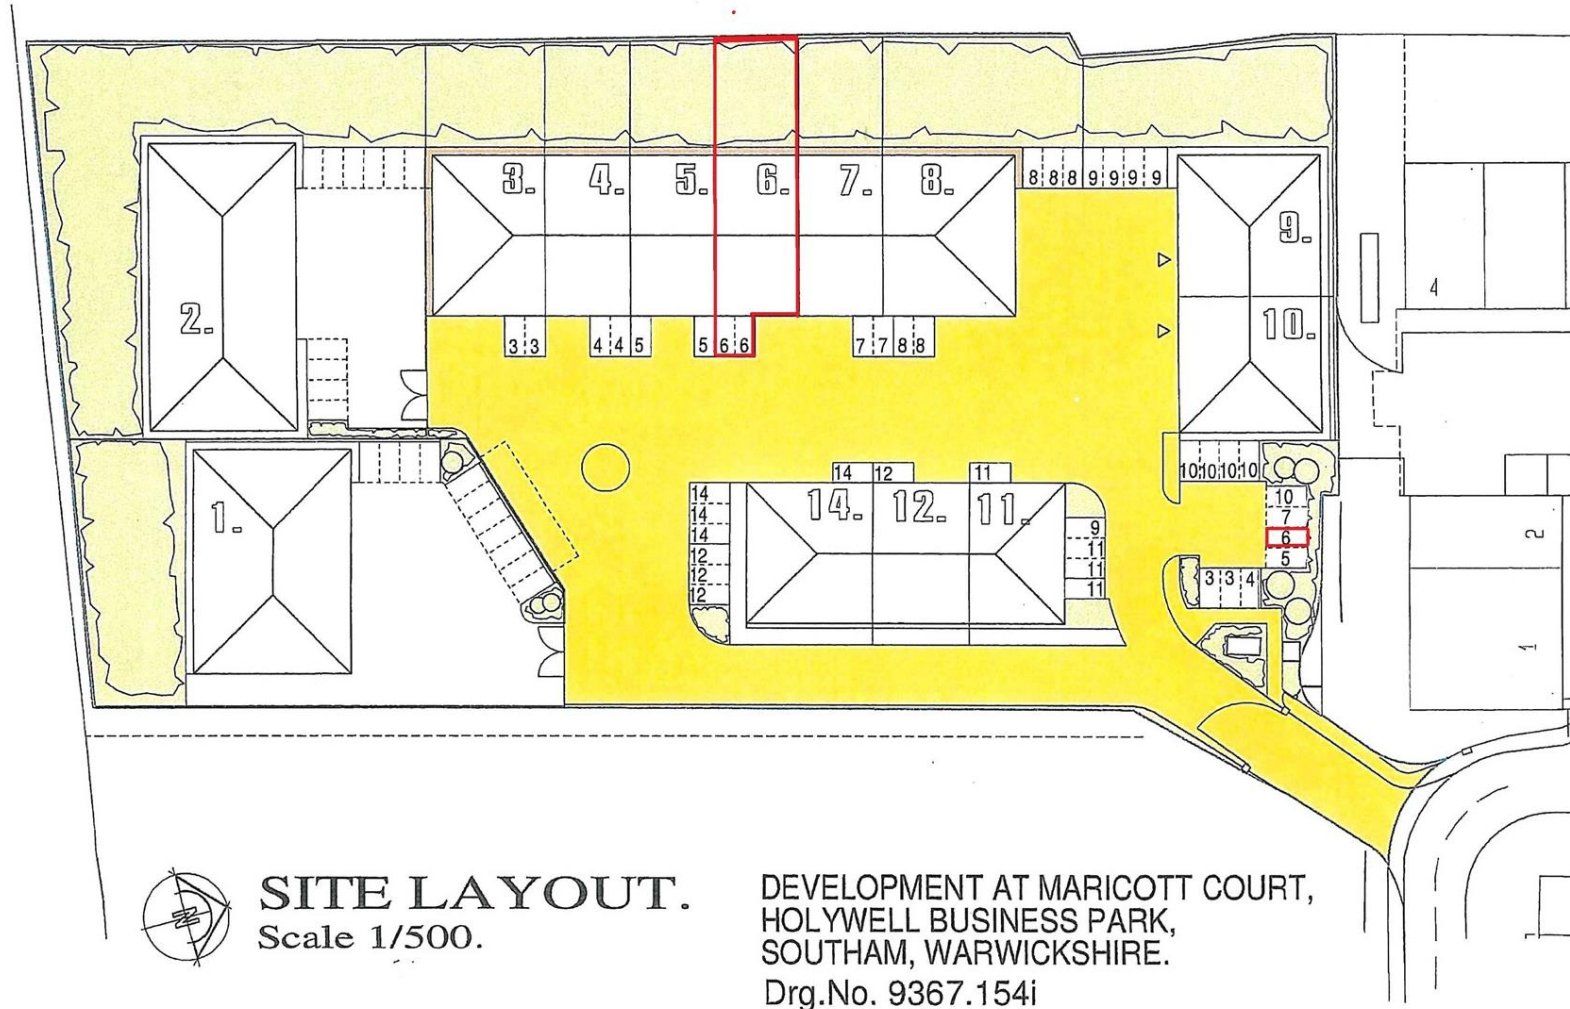 3. 4. 5. 6. 7. 8.
8 8 8 9 9 9 9
2.
9.
4
10.
3 3 4 4 5 5 6 6 7 7 8 8
14 12 11
10 10 10 10
1.
14. 12. 11.
14
14
14
12
12
12
9
11
11
11
10
7
6
5
3 3 4
2
1
N
SITE LAYOUT.
Scale 1/500.
DEVELOPMENT AT MARICOTT COURT,
HOLYWELL BUSINESS PARK,
SOUTHAM, WARWICKSHIRE.
Drg.No. 9367.154i